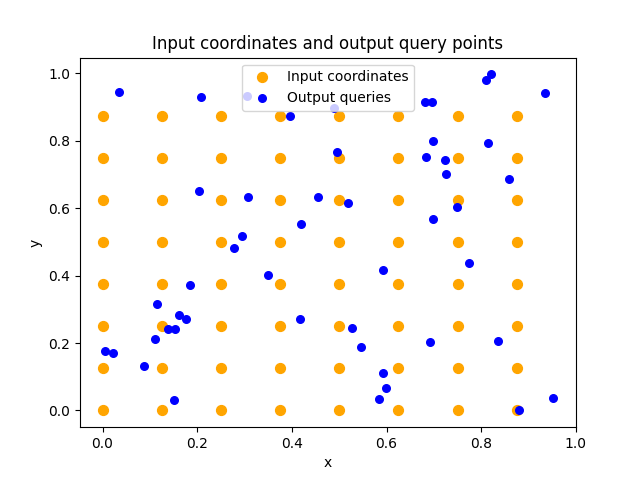 Input coordinates and output query points
Input coordinates
Output queries
1.0
0.8
0.6
0.4
0.2
0.0
y
0.0 0.2 0.4 0.6 0.8 1.0
x